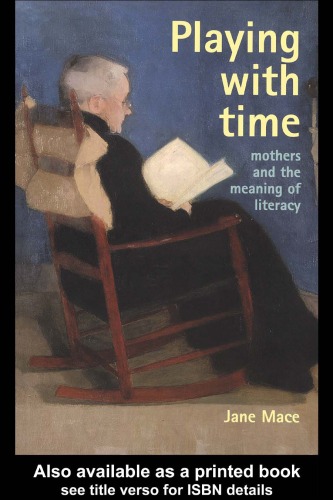 Playing
with
time
mothers
and the
meaning of
literacy
Jane Mace
Also available as a printed book
see title verso for ISBN details